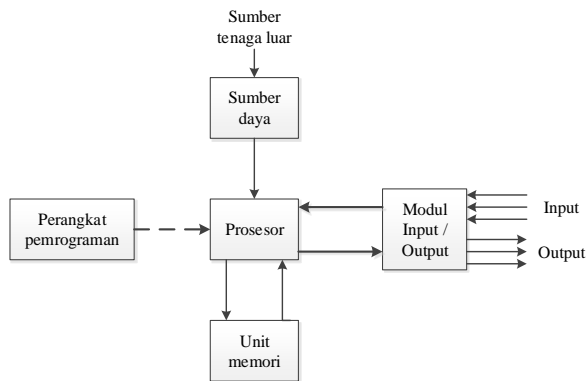 Sumber
tenaga luar
Sumber
daya
Perangkat
pemrograman
Prosesor
Modul
Input /
Output
Input
Output
Unit
memori